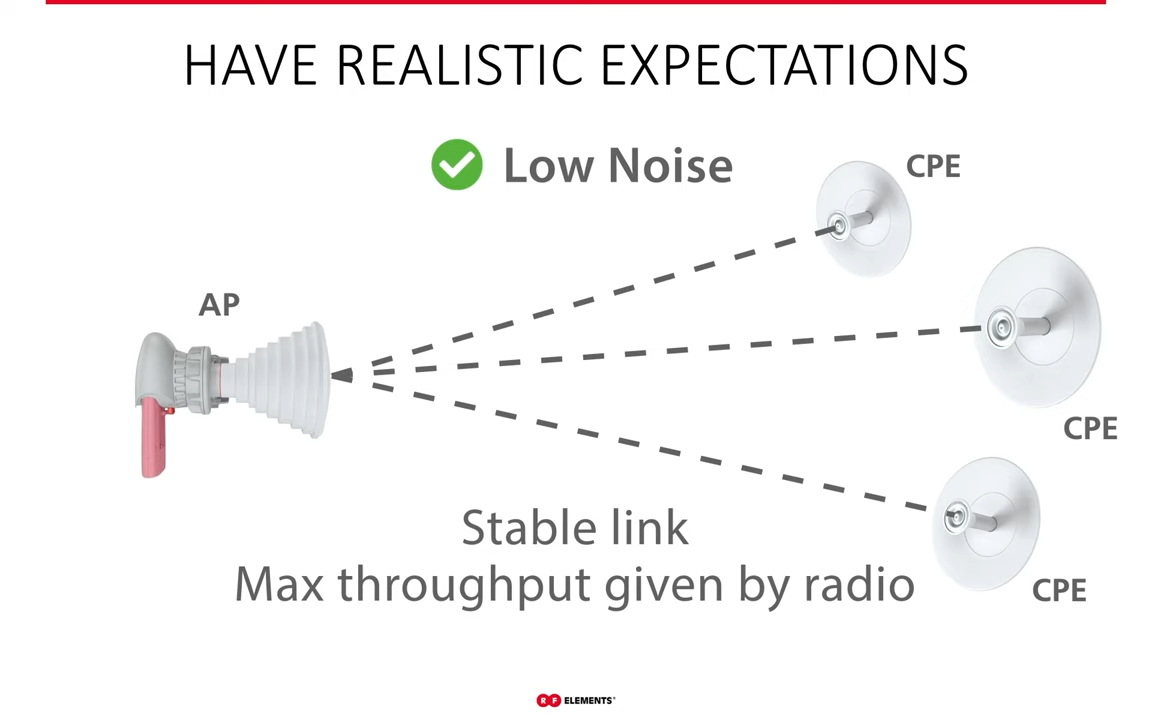 HAVE REALISTIC EXPECTATIONS
Low Noise
CPE
AP
CPE
Stable link
Max throughput given by radio
CPE
RF ELEMENTS